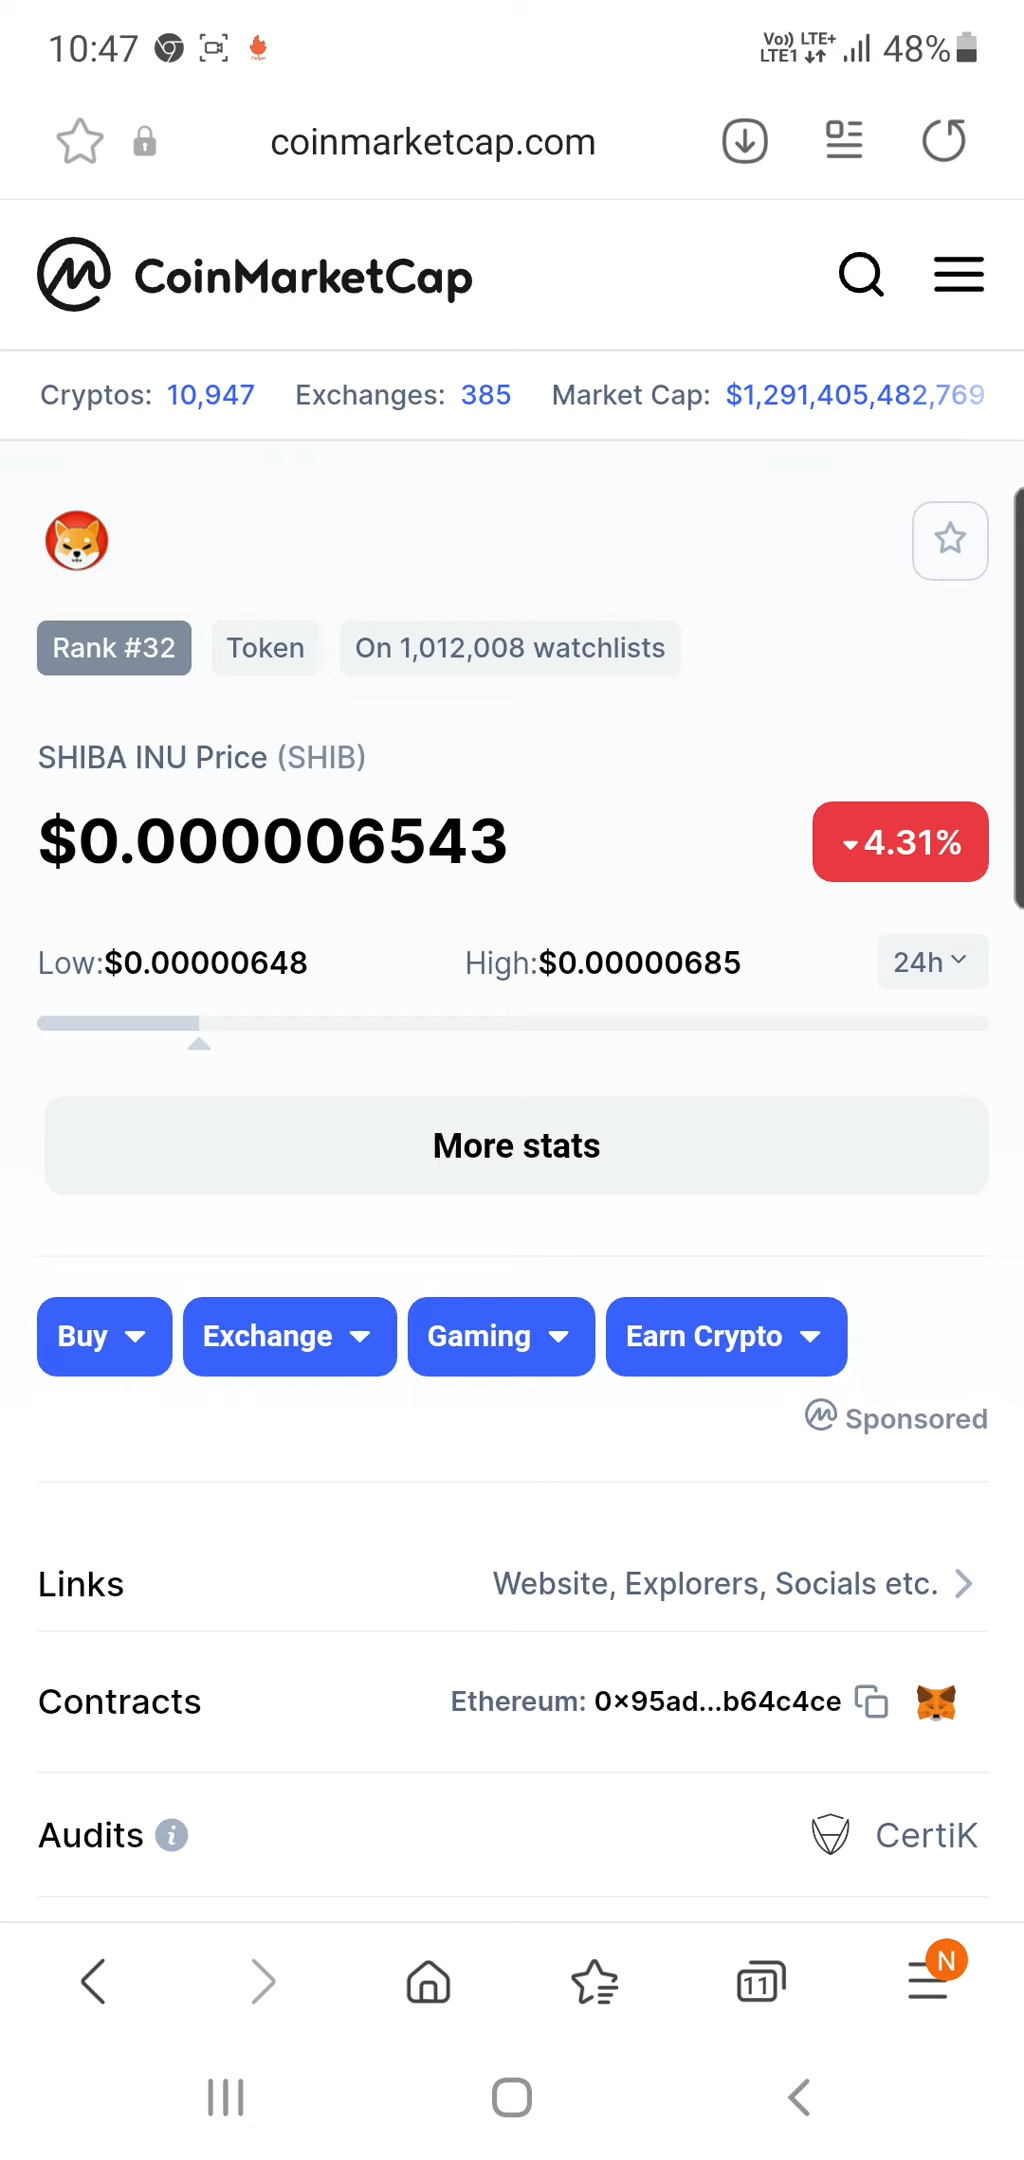 10:47 Vo)) LTE+ LTE1 48%
coinmarketcap.com
CoinMarketCap
Cryptos: 10,947 Exchanges: 385 Market Cap: $1,291,405,482,769
Rank #32 Token On 1,012,008 watchlists
SHIBA INU Price (SHIB)
$0.000006543 4.31%
Low:$0.00000648 High:$0.00000685 24h
More stats
Buy Exchange Gaming Earn Crypto
Sponsored
Links Website, Explorers, Socials etc.
Contracts Ethereum: 0x95ad...b64c4ce
Audits i CertiK
11 N